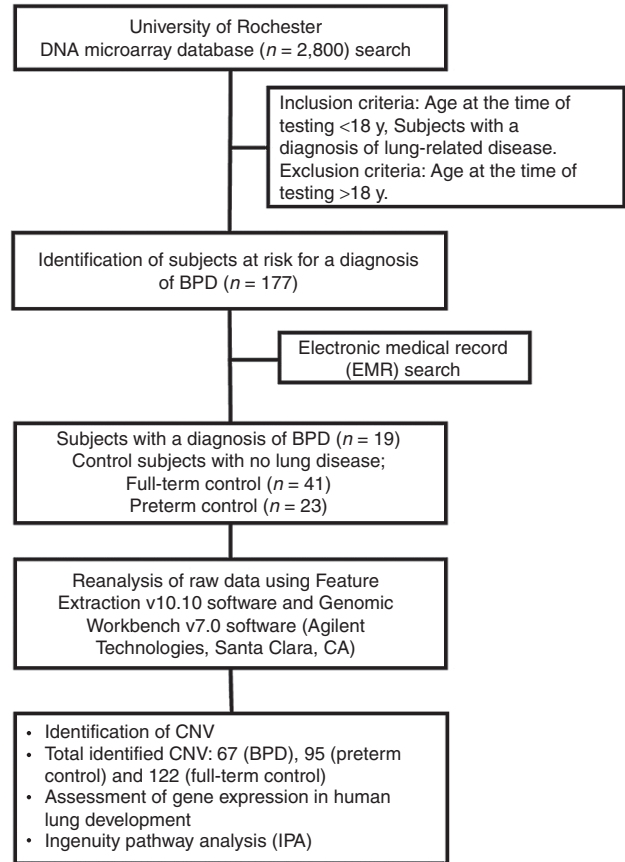 University of Rochester
DNA microarray database (n = 2,800) search
Inclusion criteria: Age at the time of
testing <18 y, Subjects with a
diagnosis of lung-related disease.
Exclusion criteria: Age at the time of
testing >18 y.
Identification of subjects at risk for a diagnosis
of BPD (n = 177)
Electronic medical record
(EMR) search
Subjects with a diagnosis of BPD (n = 19)
Control subjects with no lung disease;
Full-term control (n = 41)
Preterm control (n = 23)
Reanalysis of raw data using Feature
Extraction v10.10 software and Genomic
Workbench v7.0 software (Agilent
Technologies, Santa Clara, CA)
• Identification of CNV
• Total identified CNV: 67 (BPD), 95 (preterm
control) and 122 (full-term control)
• Assessment of gene expression in human
lung development
• Ingenuity pathway analysis (IPA)